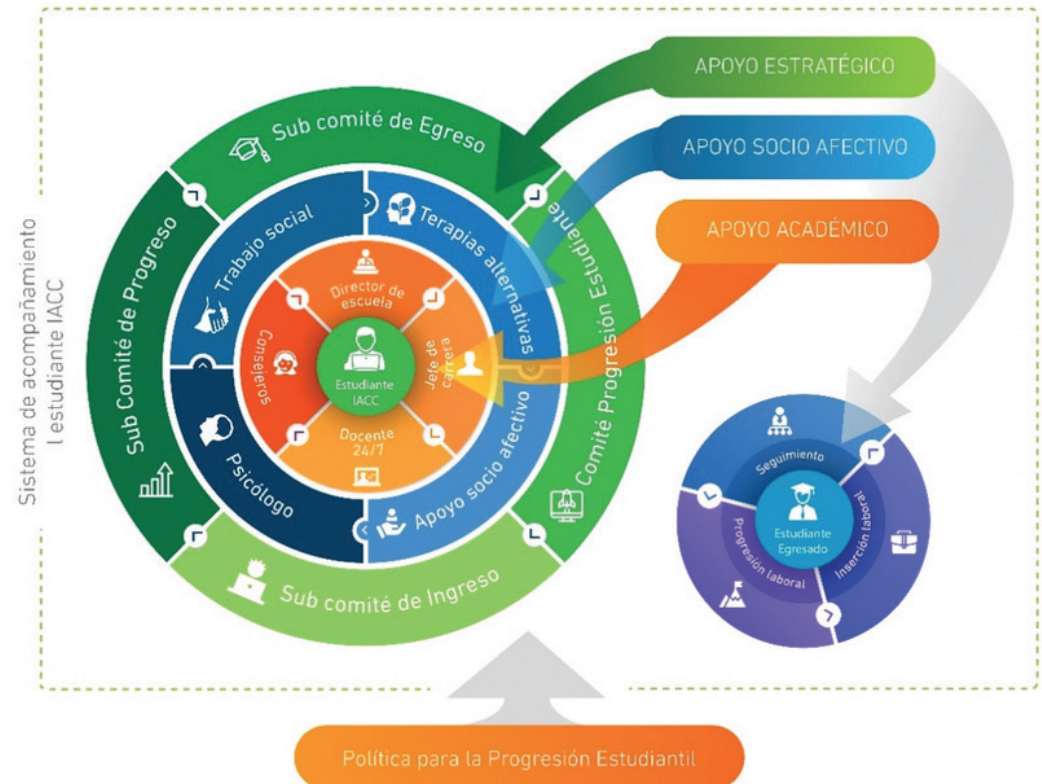 Sistema de acompañamiento
l estudiante IACC
APOYO ESTRATÉGICO
APOYO SOCIO AFECTIVO
APOYO ACADÉMICO
Sub comité de Egreso
Comité Progresión Estudiante
Sub comité de Ingreso
Sub Comité de Progreso
Trabajo social
Terapias alternativas
Apoyo socio afectivo
Psicólogo
Director de
escuela
Jefe de
carrera
Docente
24/7
Consejeros
Estudiante
IACC
Seguimiento
Inserción laboral
Progresión laboral
Estudiante
Egresado
Política para la Progresión Estudiantil